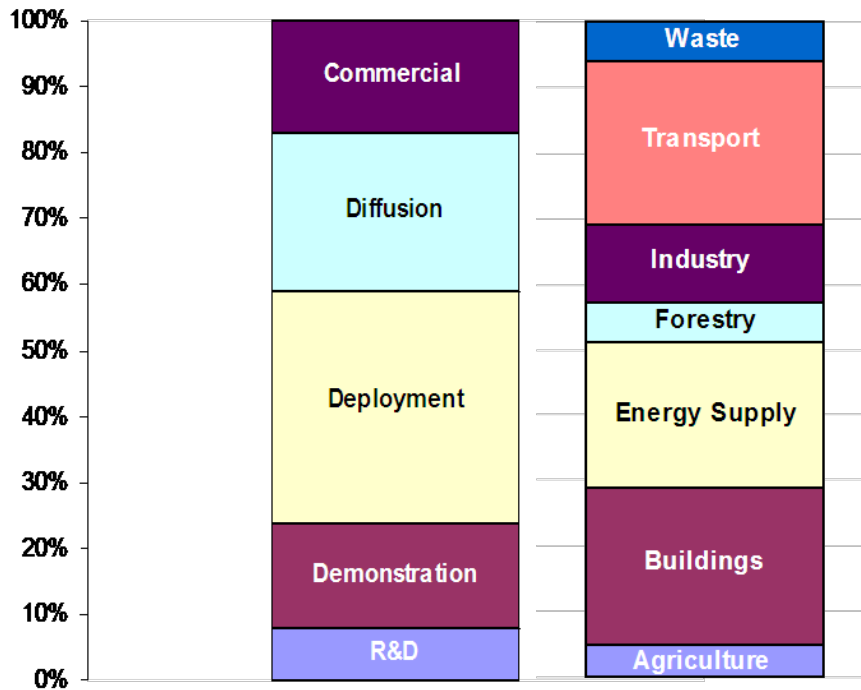 100%
90%
80%
70%
60%
50%
40%
30%
20%
10%
0%
Commercial
Diffusion
Deployment
Demonstration
R&D
Waste
Transport
Industry
Forestry
Energy Supply
Buildings
Agriculture